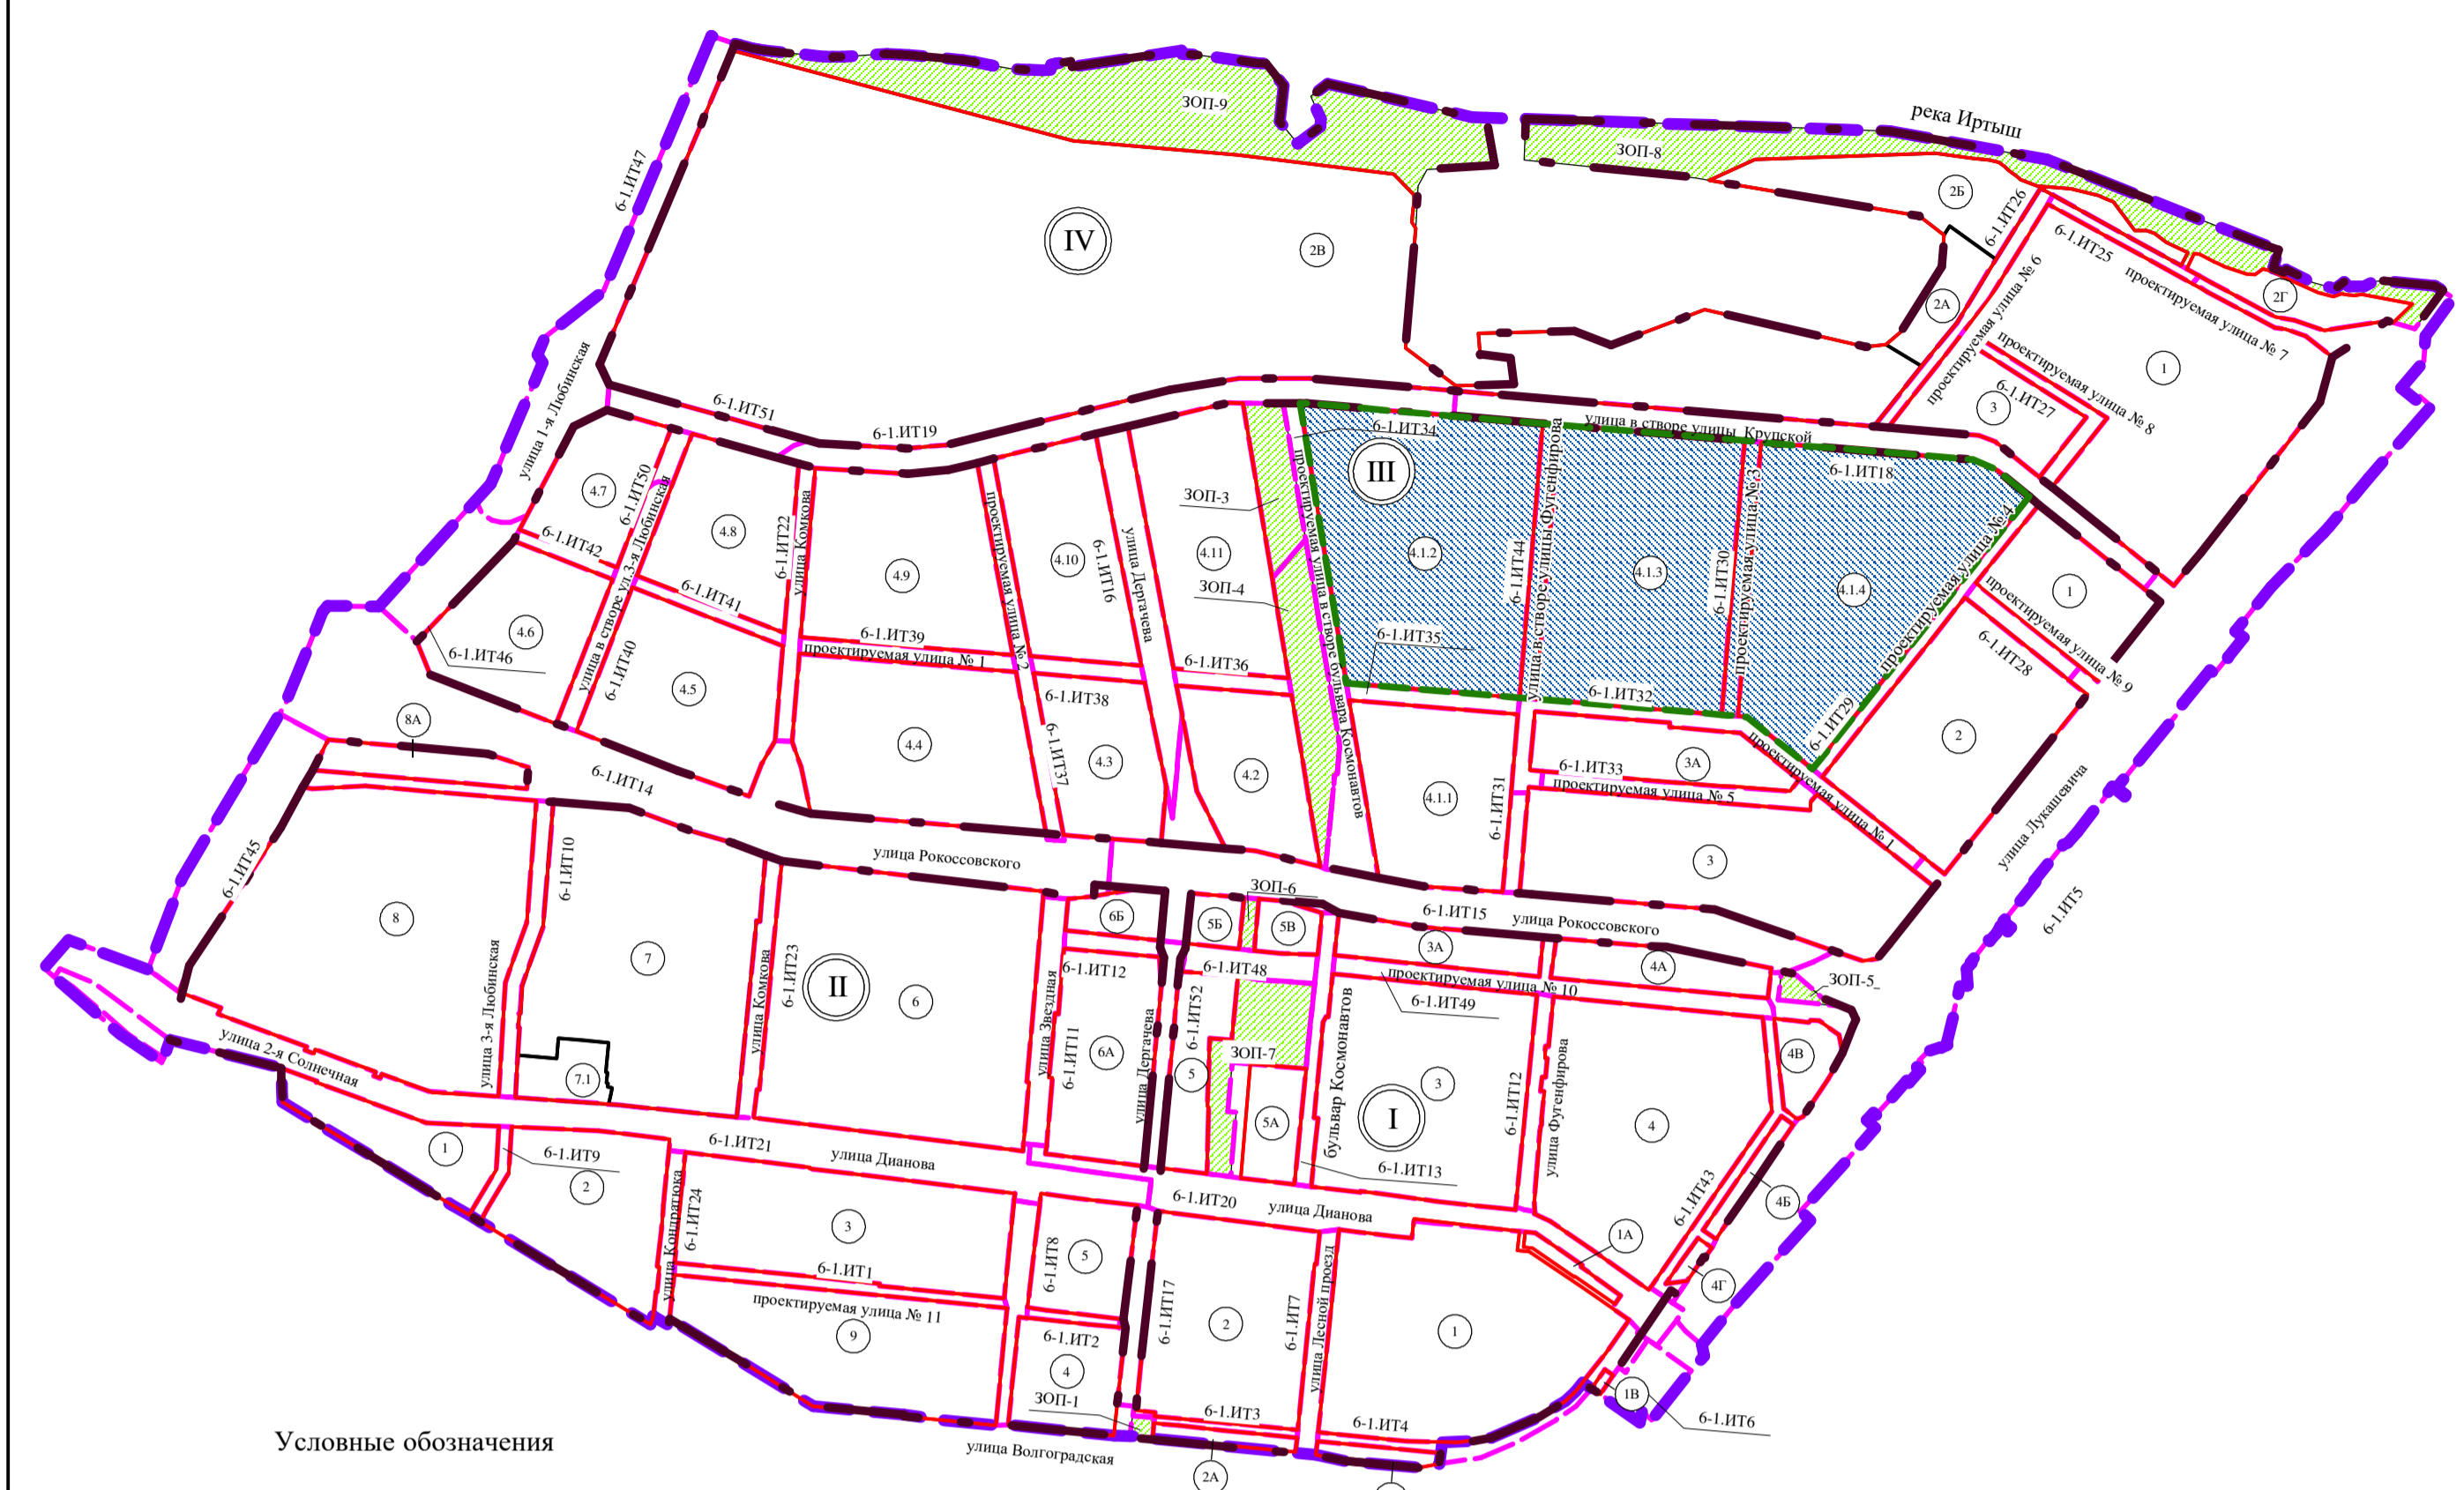 ЗОП-9
река Иртыш
ЗОП-8
6-1.ИТ47
2Б
6-1.ИТ26
IV
2В
6-1.ИТ25
проектируемая улица № 7
проектируемая улица № 6
2А
2Г
1
проектируемая улица № 8
6-1.ИТ27
3
улица 1-я Любинская
6-1.ИТ51
6-1.ИТ19
6-1.ИТ34
улица в створе улицы Крупской
III
6-1.ИТ18
4.7
6-1.ИТ50
4.8
6-1.ИТ22
улица Комкова
4.9
проектируемая улица № 2
4.10
6-1.ИТ16
улица Дергачева
ЗОП-3
4.11
ЗОП-4
проектируемая улица в створе бульвара Космонавтов
4.1.2
6-1.ИТ44
улица в створе улицы Фугенфирова
4.1.3
6-1.ИТ30
проектируемая улица № 3
4.1.4
проектируемая улица № 4
1
проектируемая улица № 9
6-1.ИТ28
6-1.ИТ42
6-1.ИТ41
4.6
6-1.ИТ46
улица в створе ул.3-я Любинская
6-1.ИТ40
4.5
6-1.ИТ39
проектируемая улица № 1
6-1.ИТ36
6-1.ИТ35
6-1.ИТ38
6-1.ИТ32
6-1.ИТ29
2
8А
6-1.ИТ14
4.4
6-1.ИТ37
4.3
4.2
4.1.1
6-1.ИТ31
6-1.ИТ33
3А
проектируемая улица № 5
проектируемая улица № 1
3
улица Лукашевича
6-1.ИТ5
6-1.ИТ45
6-1.ИТ10
улица Рокоссовского
ЗОП-6
6-1.ИТ15
улица Рокоссовского
8
7
6Б
5Б
5В
3А
4А
ЗОП-5
улица 3-я Любинская
улица Комкова
6-1.ИТ23
II
6
улица Звездная
6-1.ИТ12
6-1.ИТ11
6А
улица Дергачева
6-1.ИТ52
6-1.ИТ48
проектируемая улица № 10
6-1.ИТ49
ЗОП-7
5
бульвар Космонавтов
3
I
5А
6-1.ИТ12
улица Фугенфирова
4В
4
улица 2-я Солнечная
7.1
1
6-1.ИТ9
2
6-1.ИТ21
улица Дианова
6-1.ИТ13
6-1.ИТ20
улица Дианова
6-1.ИТ43
4Б
улица Кондратюка
6-1.ИТ24
3
6-1.ИТ8
5
1А
4Г
6-1.ИТ1
проектируемая улица № 11
9
6-1.ИТ17
2
6-1.ИТ7
улица Лесной проезд
1
6-1.ИТ2
4
ЗОП-1
6-1.ИТ3
6-1.ИТ4
1В
6-1.ИТ6
Условные обозначения
улица Волгоградская
2А